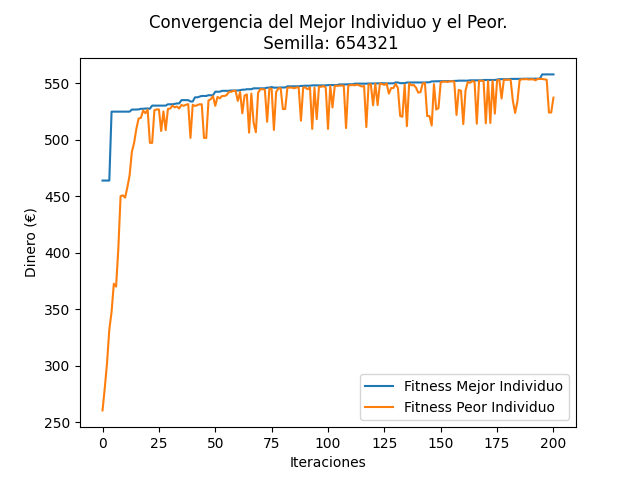 Convergencia del Mejor Individuo y el Peor.
Semilla: 654321
Dinero (€)
550
500
450
400
350
300
250
0 25 50 75 100 125 150 175 200
Iteraciones
Fitness Mejor Individuo
Fitness Peor Individuo